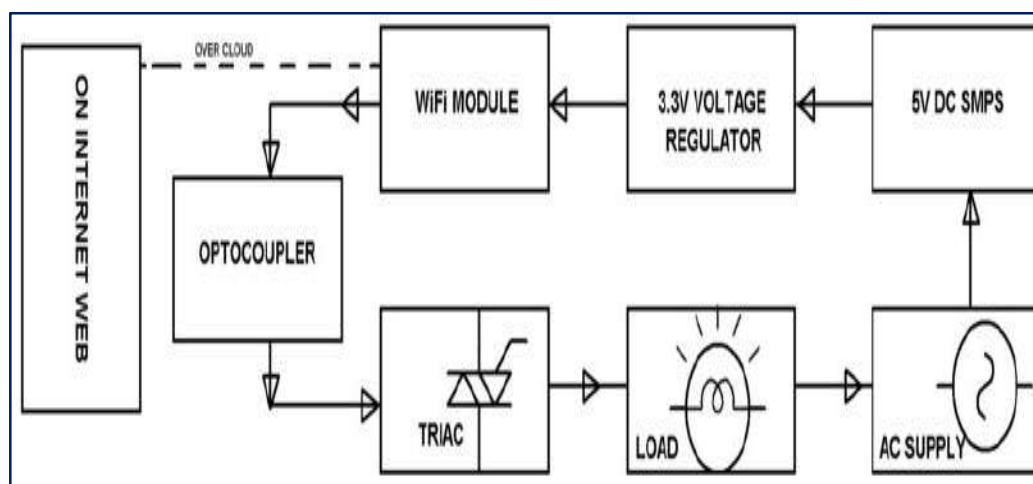 OVER CLOUD
ON INTERNET WEB
WiFi MODULE
3.3V VOLTAGE
REGULATOR
5V DC SMPS
OPTOCOUPLER
TRIAC
LOAD
AC SUPPLY